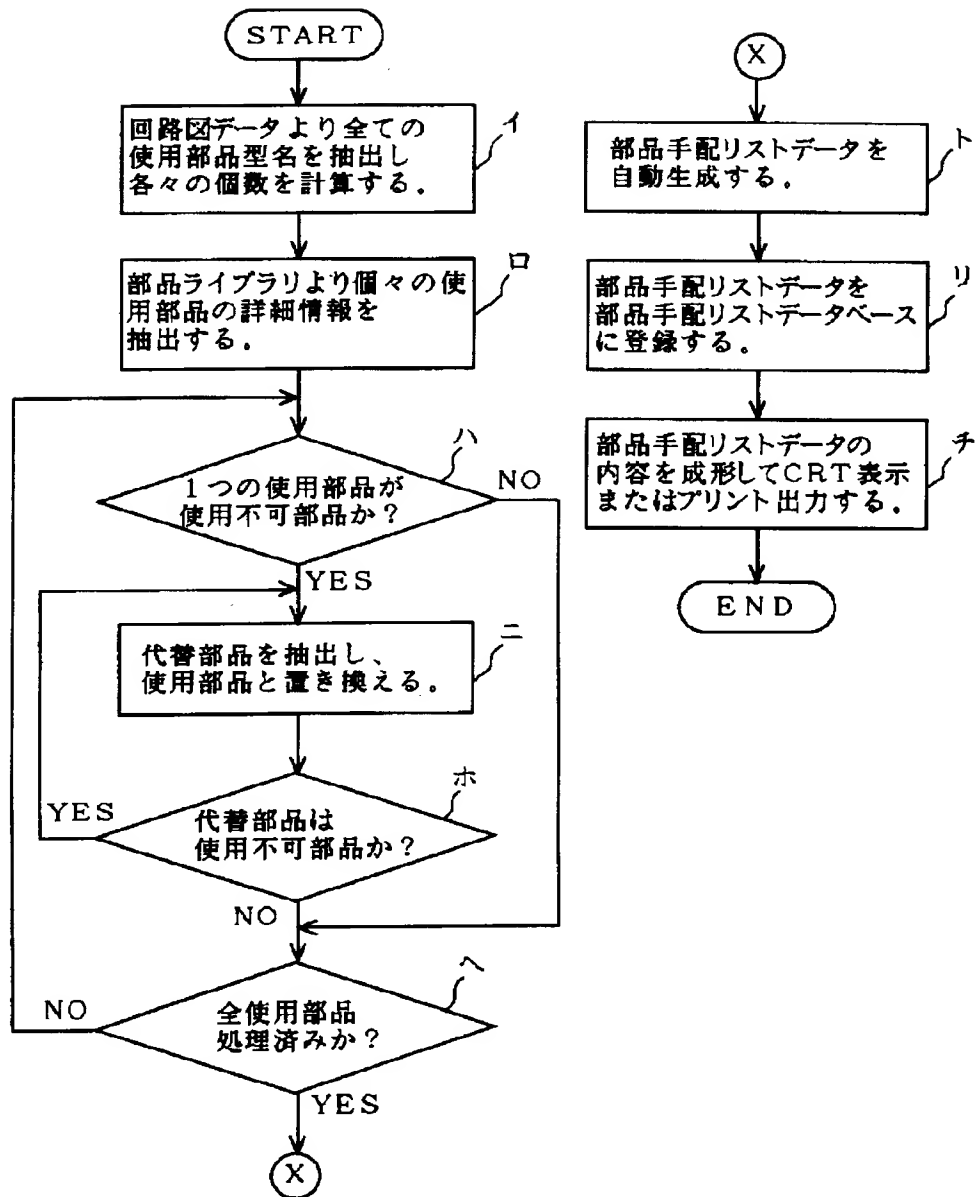 START
回路図データより全ての
使用部品型名を抽出し
各々の個数を計算する．
イ
部品ライブラリより個々の使
用部品の詳細情報を
抽出する．
ロ
１つの使用部品が
使用不可部品か？
ハ
NO
YES
代替部品を抽出し、
使用部品と置き換える．
ニ
代替部品は
使用不可部品か？
ホ
YES
NO
全使用部品
処理済みか？
ヘ
NO
YES
X
X
部品手配リストデータを
自動生成する．
ト
部品手配リストデータを
部品手配リストデータベース
に登録する．
リ
部品手配リストデータの
内容を成形してCRT表示
またはプリント出力する．
チ
END